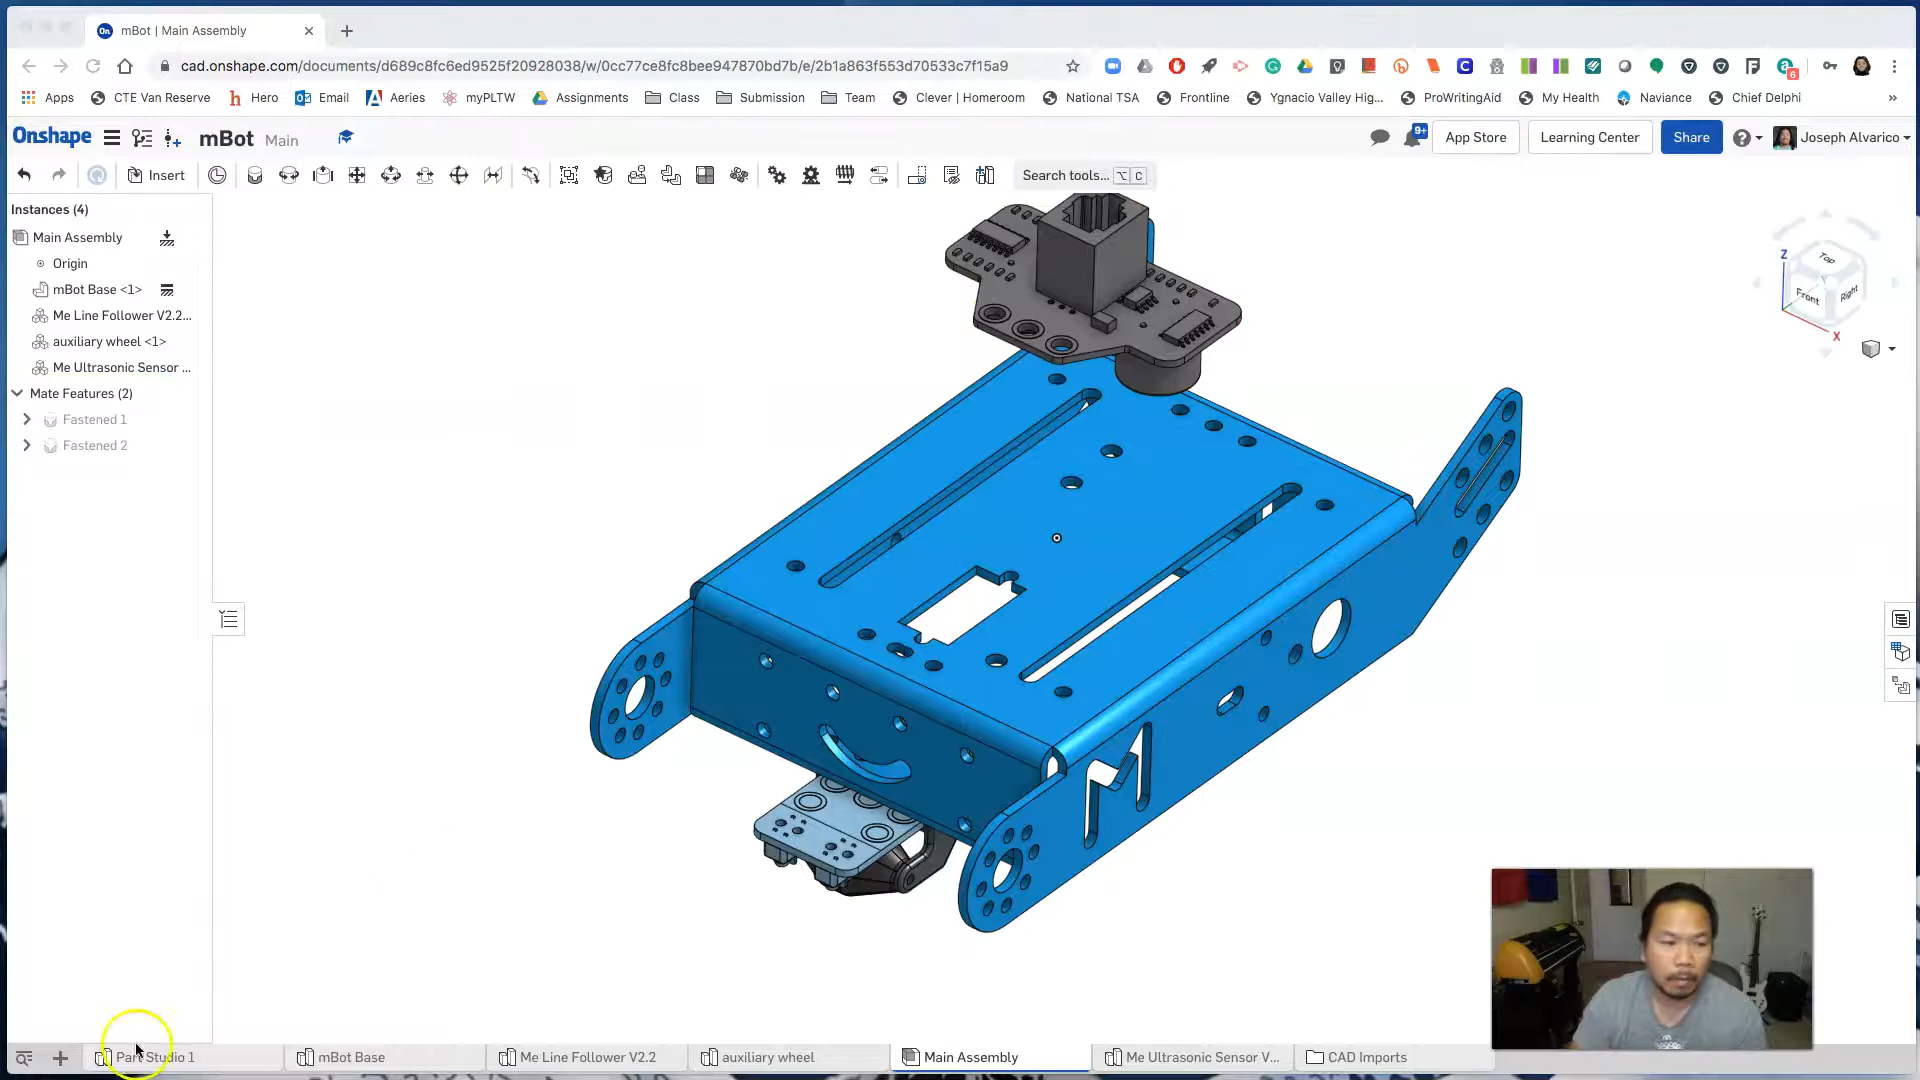 mBot | Main Assembly
cad.onshape.com/documents/d689c8fc6ed9525f20928038/w/0cc77ce8fc8bee947870bd7b/e/2b1a863f553d70533c7f15a9
6
Apps CTE Van Reserve Hero Email Aeries myPLTW Assignments Class Submission Team Clever | Homeroom National TSA Frontline Ygnacio Valley Hig... ProWritingAid My Health Naviance Chief Delphi »
Onshape mBot Main 9+ App Store Learning Center Share Joseph Alvarico
Insert Search tools... ⌥ C
Instances (4)
Main Assembly
Origin
mBot Base <1>
Me Line Follower V2.2...
auxiliary wheel <1>
Me Ultrasonic Sensor ...
Mate Features (2)
Fastened 1
Fastened 2
Z
Top
Front
Right
X
Part Studio 1 mBot Base Me Line Follower V2.2 auxiliary wheel Main Assembly Me Ultrasonic Sensor V... CAD Imports